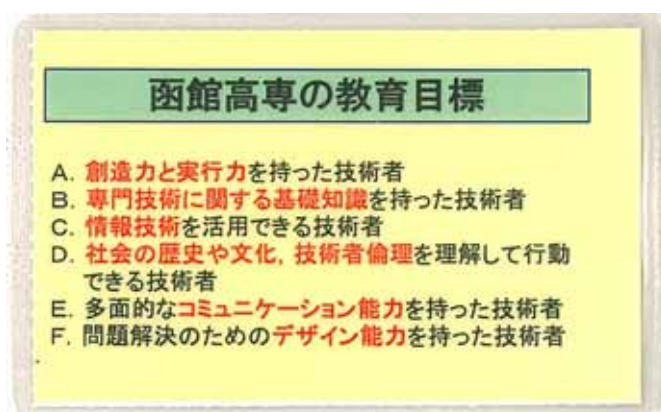 函館高専の教育目標
A. 創造力と実行力を持った技術者
B. 専門技術に関する基礎知識を持った技術者
C. 情報技術を活用できる技術者
D. 社会の歴史や文化, 技術者倫理を理解して行動
できる技術者
E. 多面的なコミュニケーション能力を持った技術者
F. 問題解決のためのデザイン能力を持った技術者